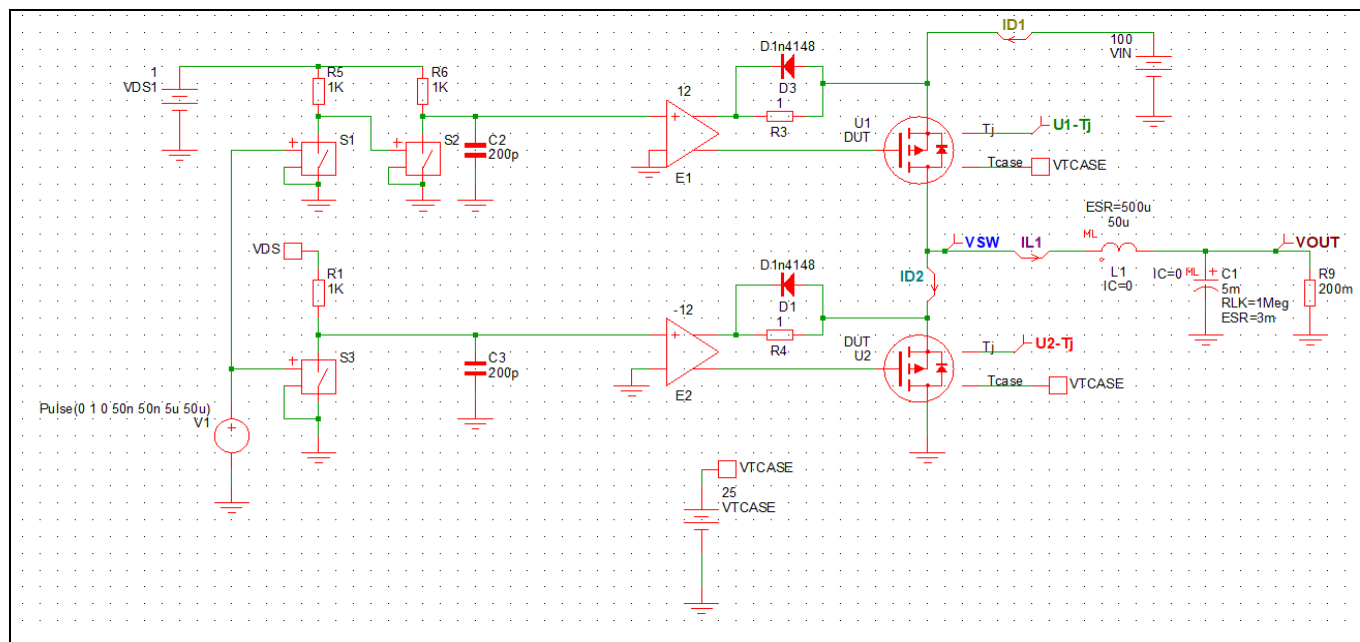 ID1
100
VIN
1
VDS1
R5
1K
R6
1K
D1n4148
D3
12
1
R3
E1
S1
S2
C2
200p
U1
DUT
Tj
U1-Tj
Tcase
VTCASE
ESR=500u
50u
ML
VSW
IL1
VOUT
L1
IC=0
IC=0
ML
C1
5m
RLK=1Meg
ESR=3m
R9
200m
VDS
R1
1K
ID2
D1n4148
D1
-12
1
R4
E2
S3
C3
200p
DUT
U2
Tj
U2-Tj
Tcase
VTCASE
Pulse(0 1 0 50n 50n 5u 50u)
V1
VTCASE
25
VTCASE